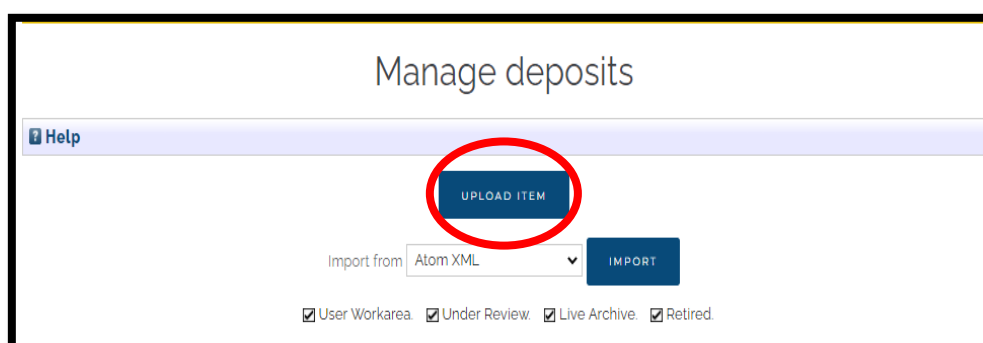 Manage deposits
? Help
UPLOAD ITEM
Import from Atom XML IMPORT
User Workarea. Under Review. Live Archive. Retired.